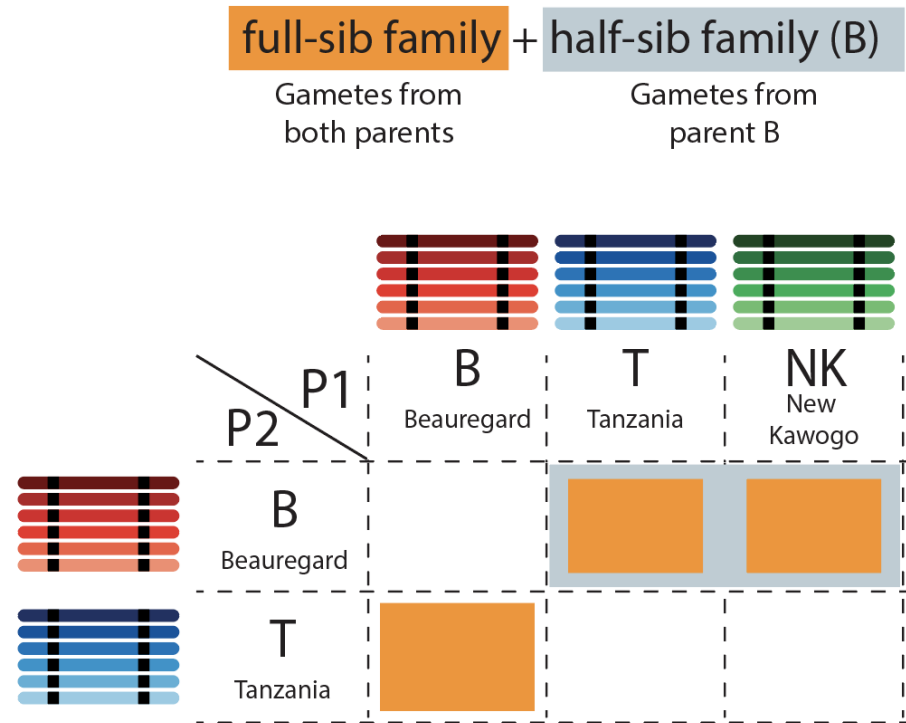 full-sib family + half-sib family (B)
Gametes from both parents
Gametes from parent B
P1
P2
B
Beauregard
T
Tanzania
NK
New
Kawogo
B
Beauregard
T
Tanzania